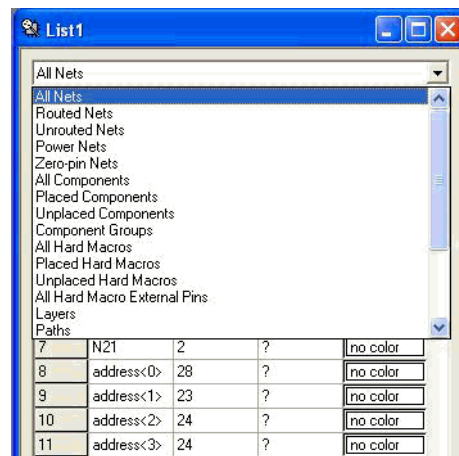 List1
All Nets
All Nets
Routed Nets
Unrouted Nets
Power Nets
Zero-pin Nets
All Components
Placed Components
Unplaced Components
Component Groups
All Hard Macros
Placed Hard Macros
Unplaced Hard Macros
All Hard Macro External Pins
Layers
Paths
7 N21 2 ? no color
8 address<0> 28 ? no color
9 address<1> 23 ? no color
10 address<2> 24 ? no color
11 address<3> 24 ? no color